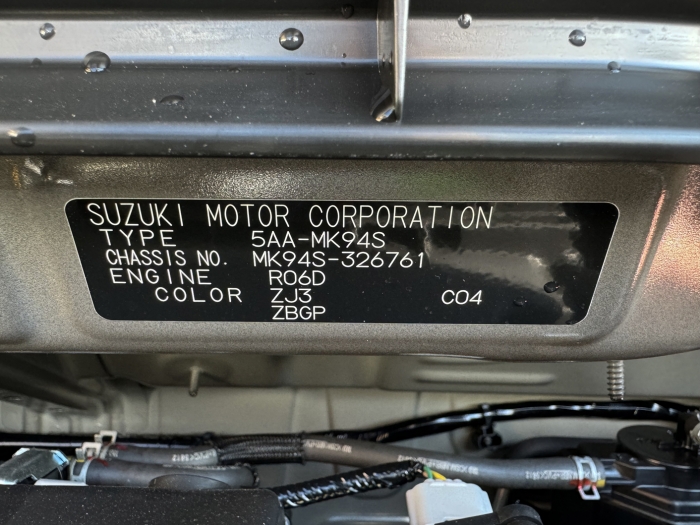 SUZUKI MOTOR CORPORATION
TYPE 5AA-MK94S
CHASSIS NO. MK94S-326761
ENGINE R06D
COLOR ZJ3 C04
ZBGP